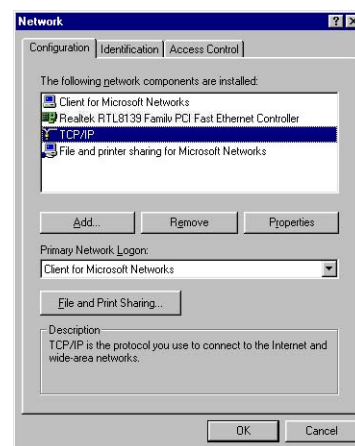 Network
Configuration Identification Access Control
The following network components are installed:
Client for Microsoft Networks
Realtek RTL8139 Family PCI Fast Ethernet Controller
TCP/IP
File and printer sharing for Microsoft Networks
Add... Remove Properties
Primary Network Logon:
Client for Microsoft Networks
File and Print Sharing...
Description
TCP/IP is the protocol you use to connect to the Internet and
wide-area networks.
OK Cancel